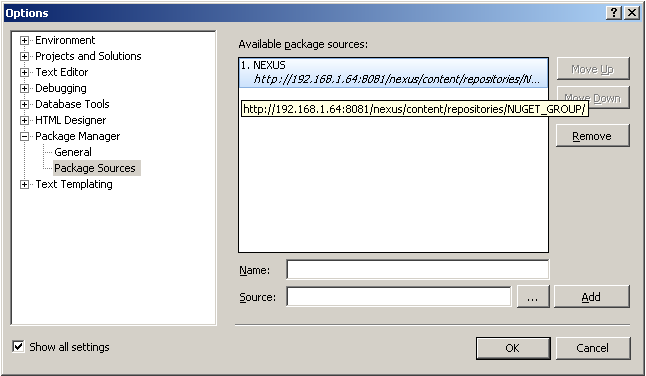 Options
Environment
Projects and Solutions
Text Editor
Debugging
Database Tools
HTML Designer
Package Manager
General
Package Sources
Text Templating
Show all settings
Available package sources:
1. NEXUS
http://192.168.1.64:8081/nexus/content/repositories/N...
http://192.168.1.64:8081/nexus/content/repositories/NUGET_GROUP/
Move Up
Move Down
Remove
Name:
Source:
...
Add
OK
Cancel